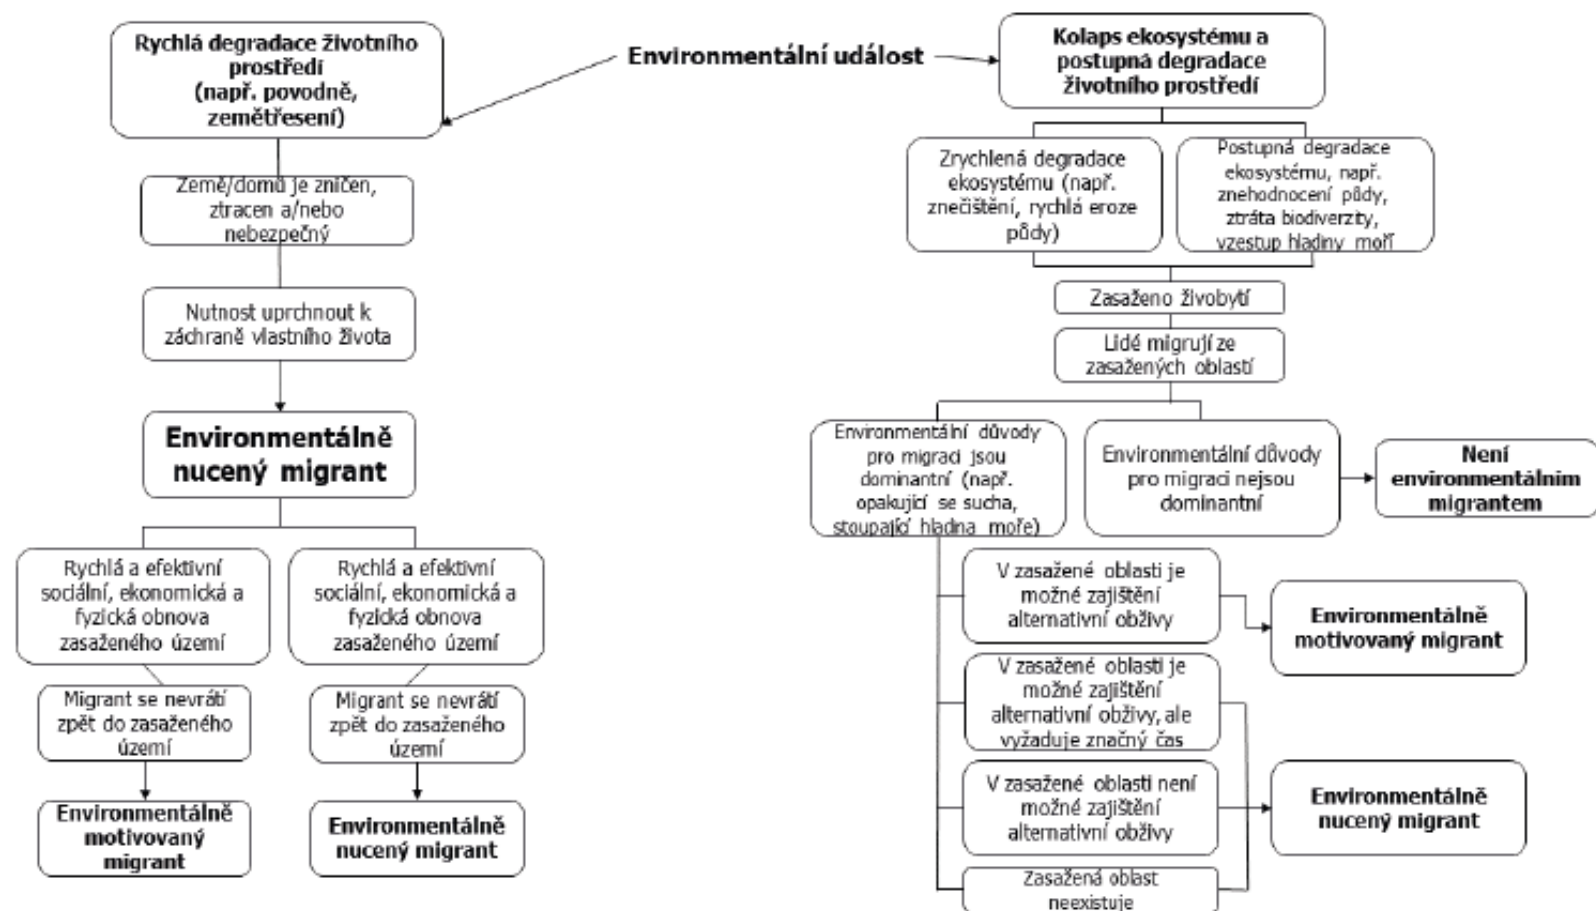 Rychlá degradace životního
prostředí
(např. povodně,
zemětřesení)
Environmentální událost
Kolaps ekosystému a
postupná degradace
životního prostředí
Země/domů je zničen,
ztracen a/nebo
nebezpečný
Nutnost uprchnout k
záchraně vlastního života
Environmentálně
nucený migrant
Rychlá a efektivní
sociální, ekonomická a
fyzická obnova
zasaženého území
Rychlá a efektivní
sociální, ekonomická a
fyzická obnova
zasaženého území
Migrant se nevrátí
zpět do zasaženého
území
Migrant se nevrátí
zpět do zasaženého
území
Environmentálně
motivovaný
migrant
Environmentálně
nucený migrant
Zrychlená degradace
ekosystému (např.
znečištění, rychlá eroze
půdy)
Postupná degradace
ekosystému, např.
znehodnocení půdy,
ztráta biodiverzity,
vzestup hladiny moří
Zasaženo živobytí
Lidé migrují ze
zasažených oblastí
Environmentální důvody
pro migraci jsou
dominantní (např.
opakující se sucha,
stoupající hladna moře)
Environmentální důvody
pro migraci nejsou
dominantní
Není
environmentálním
migrantem
V zasažené oblasti je
možné zajištění
alternativní obživy
Environmentálně
motivovaný migrant
V zasažené oblasti je
možné zajištění
alternativní obživy, ale
vyžaduje značný čas
V zasažené oblasti není
možné zajištění
alternativní obživy
Environmentálně
nucený migrant
Zasažená oblast
neexistuje